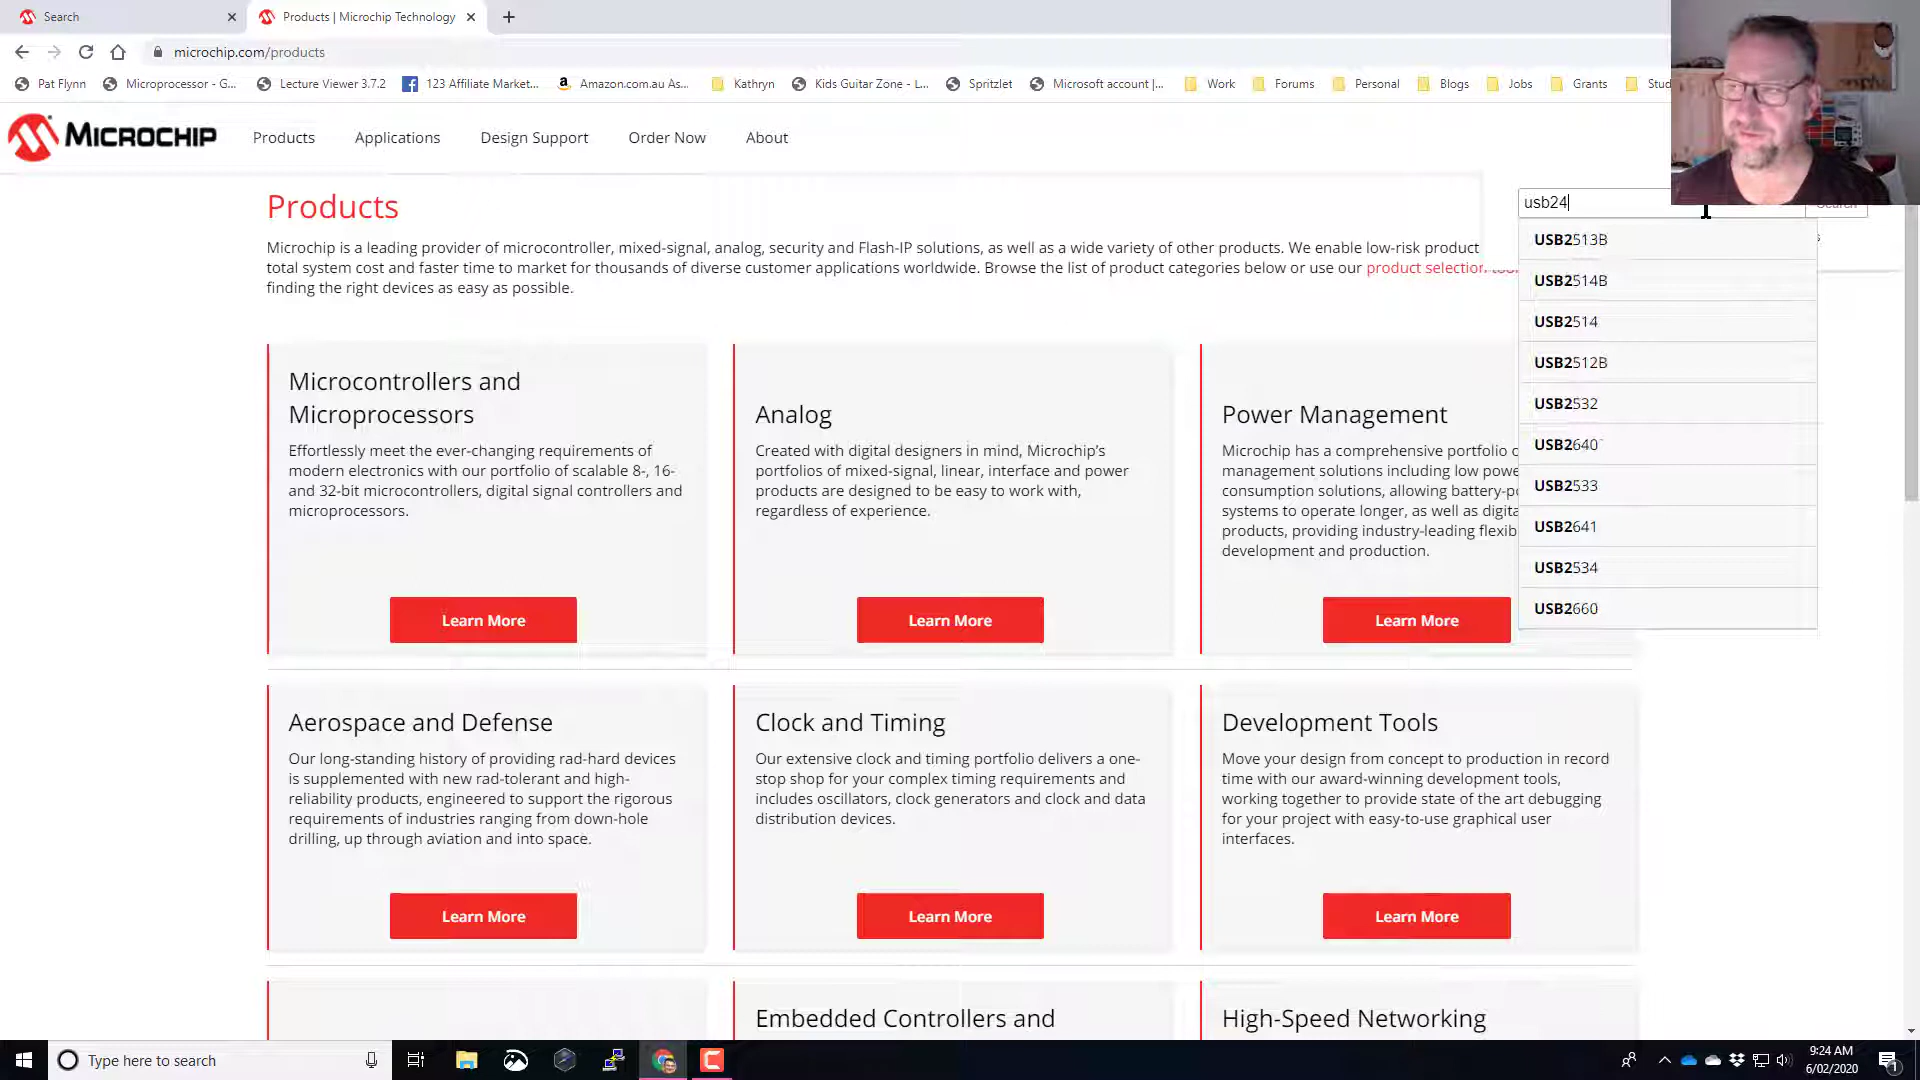 Search
Products | Microchip Technology
microchip.com/products
Pat Flynn
Microprocessor - G...
Lecture Viewer 3.7.2
123 Affiliate Market...
Amazon.com.au As...
Kathryn
Kids Guitar Zone - L...
Spritzlet
Microsoft account |...
Work
Forums
Personal
Blogs
Jobs
Grants
Stud
MICROCHIP
Products
Applications
Design Support
Order Now
About
usb24
Search
USB2513B
USB2514B
USB2514
USB2512B
USB2532
USB2640
USB2533
USB2641
USB2534
USB2660
Products
Microchip is a leading provider of microcontroller, mixed-signal, analog, security and Flash-IP solutions, as well as a wide variety of other products. We enable low-risk product
total system cost and faster time to market for thousands of diverse customer applications worldwide. Browse the list of product categories below or use our product selection
finding the right devices as easy as possible.
Microcontrollers and
Microprocessors
Effortlessly meet the ever-changing requirements of
modern electronics with our portfolio of scalable 8-, 16-
and 32-bit microcontrollers, digital signal controllers and
microprocessors.
Learn More
Analog
Created with digital designers in mind, Microchip's
portfolios of mixed-signal, linear, interface and power
products are designed to be easy to work with,
regardless of experience.
Learn More
Power Management
Microchip has a comprehensive portfolio
management solutions including low
consumption solutions, allowing
systems to operate longer, as well as
products, providing industry-leading
development and production.
Learn More
Aerospace and Defense
Our long-standing history of providing rad-hard devices
is supplemented with new rad-tolerant and high-
reliability products, engineered to support the rigorous
requirements of industries ranging from down-hole
drilling, up through aviation and into space.
Learn More
Clock and Timing
Our extensive clock and timing portfolio delivers a one-
stop shop for your complex timing requirements and
includes oscillators, clock generators and clock and data
distribution devices.
Learn More
Development Tools
Move your design from concept to production in record
time with our award-winning development tools,
working together to provide state of the art debugging
for your project with easy-to-use graphical user
interfaces.
Learn More
Embedded Controllers and
High-Speed Networking
Type here to search
9:24 AM
6/02/2020
1